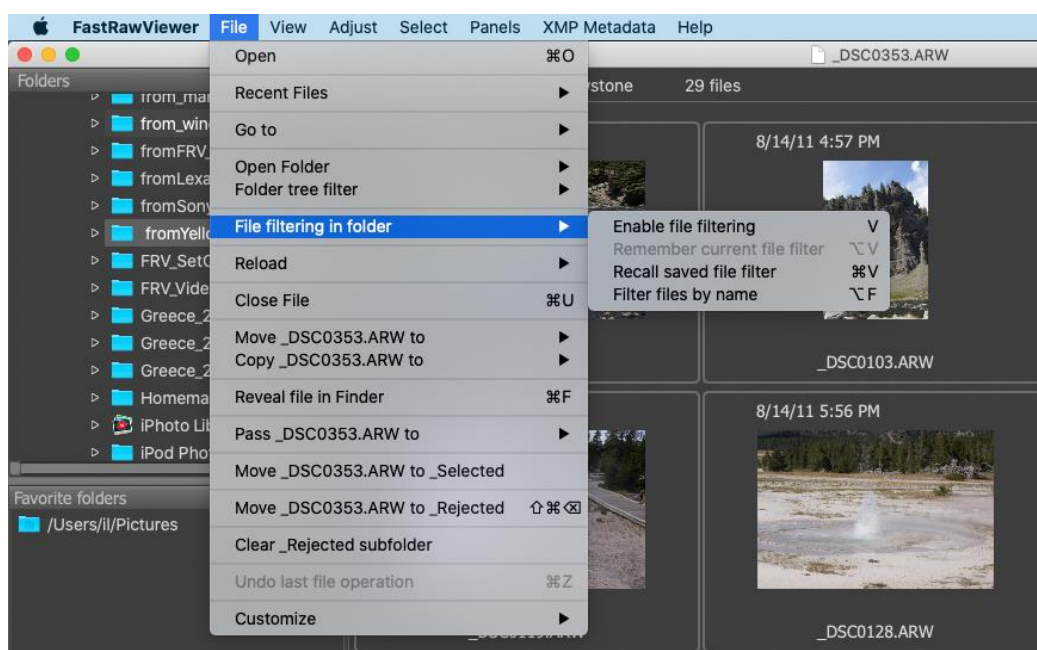 FastRawViewer File View Adjust Select Panels XMP Metadata Help
_DSC0353.ARW
Folders
29 files
from_win
fromFRV_
fromLexa
fromSony
fromYello
FRV_SetC
FRV_Vide
Greece_2
Greece_2
Greece_2
Homema
iPhoto Lib
iPod Pho
Favorite folders
/Users/il/Pictures
Open ⌘O
Recent Files
Go to
Open Folder
Folder tree filter
File filtering in folder
Reload
Close File ⌘U
Move _DSC0353.ARW to
Copy _DSC0353.ARW to
Reveal file in Finder ⌘F
Pass _DSC0353.ARW to
Move _DSC0353.ARW to _Selected
Move _DSC0353.ARW to _Rejected ⇧⌘⌫
Clear _Rejected subfolder
Undo last file operation ⌘Z
Customize
Enable file filtering V
Remember current file filter ⌥V
Recall saved file filter ⌘V
Filter files by name ⌥F
8/14/11 4:57 PM
_DSC0103.ARW
8/14/11 5:56 PM
_DSC0128.ARW